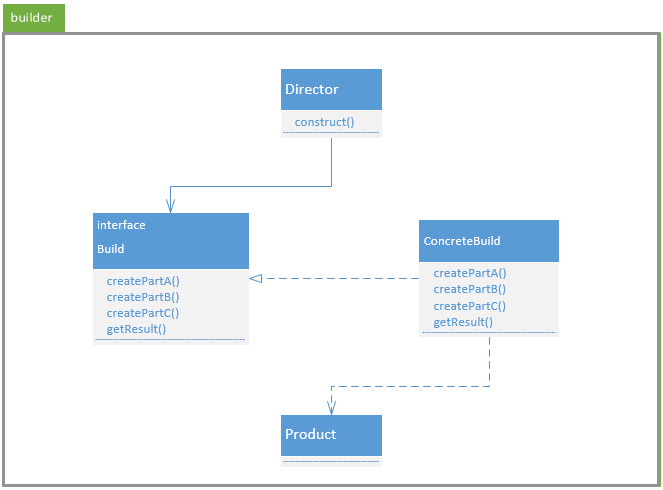 builder
Director
construct()
interface
Build
createPartA()
createPartB()
createPartC()
getResult()
ConcreteBuild
createPartA()
createPartB()
createPartC()
getResult()
Product